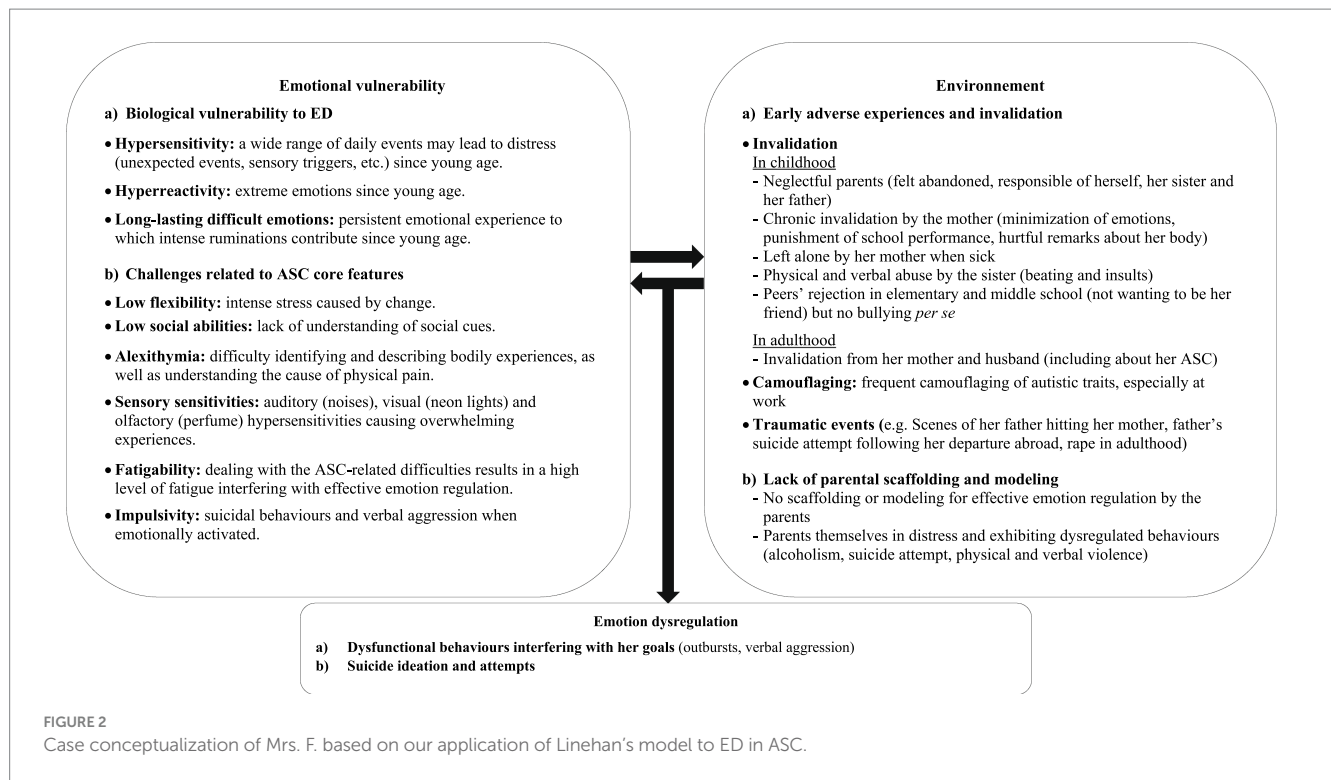 Emotional vulnerability
a) Biological vulnerability to ED
• Hypersensitivity: a wide range of daily events may lead to distress
(unexpected events, sensory triggers, etc.) since young age.
• Hyperreactivity: extreme emotions since young age.
• Long-lasting difficult emotions: persistent emotional experience to
which intense ruminations contribute since young age.
b) Challenges related to ASC core features
• Low flexibility: intense stress caused by change.
• Low social abilities: lack of understanding of social cues.
• Alexithymia: difficulty identifying and describing bodily experiences, as
well as understanding the cause of physical pain.
• Sensory sensitivities: auditory (noises), visual (neon lights) and
olfactory (perfume) hypersensitivities causing overwhelming
experiences.
• Fatigability: dealing with the ASC-related difficulties results in a high
level of fatigue interfering with effective emotion regulation.
• Impulsivity: suicidal behaviours and verbal aggression when
emotionally activated.
Environnement
a) Early adverse experiences and invalidation
• Invalidation
In childhood
- Neglectful parents (felt abandoned, responsible of herself, her sister and
her father)
- Chronic invalidation by the mother (minimization of emotions,
punishment of school performance, hurtful remarks about her body)
- Left alone by her mother when sick
- Physical and verbal abuse by the sister (beating and insults)
- Peers' rejection in elementary and middle school (not wanting to be her
friend) but no bullying per se
In adulthood
- Invalidation from her mother and husband (including about her ASC)
• Camouflaging: frequent camouflaging of autistic traits, especially at
work
• Traumatic events (e.g. Scenes of her father hitting her mother, father's
suicide attempt following her departure abroad, rape in adulthood)
b) Lack of parental scaffolding and modeling
- No scaffolding or modeling for effective emotion regulation by the
parents
- Parents themselves in distress and exhibiting dysregulated behaviours
(alcoholism, suicide attempt, physical and verbal violence)
Emotion dysregulation
a) Dysfunctional behaviours interfering with her goals (outbursts, verbal aggression)
b) Suicide ideation and attempts
FIGURE 2
Case conceptualization of Mrs. F. based on our application of Linehan's model to ED in ASC.